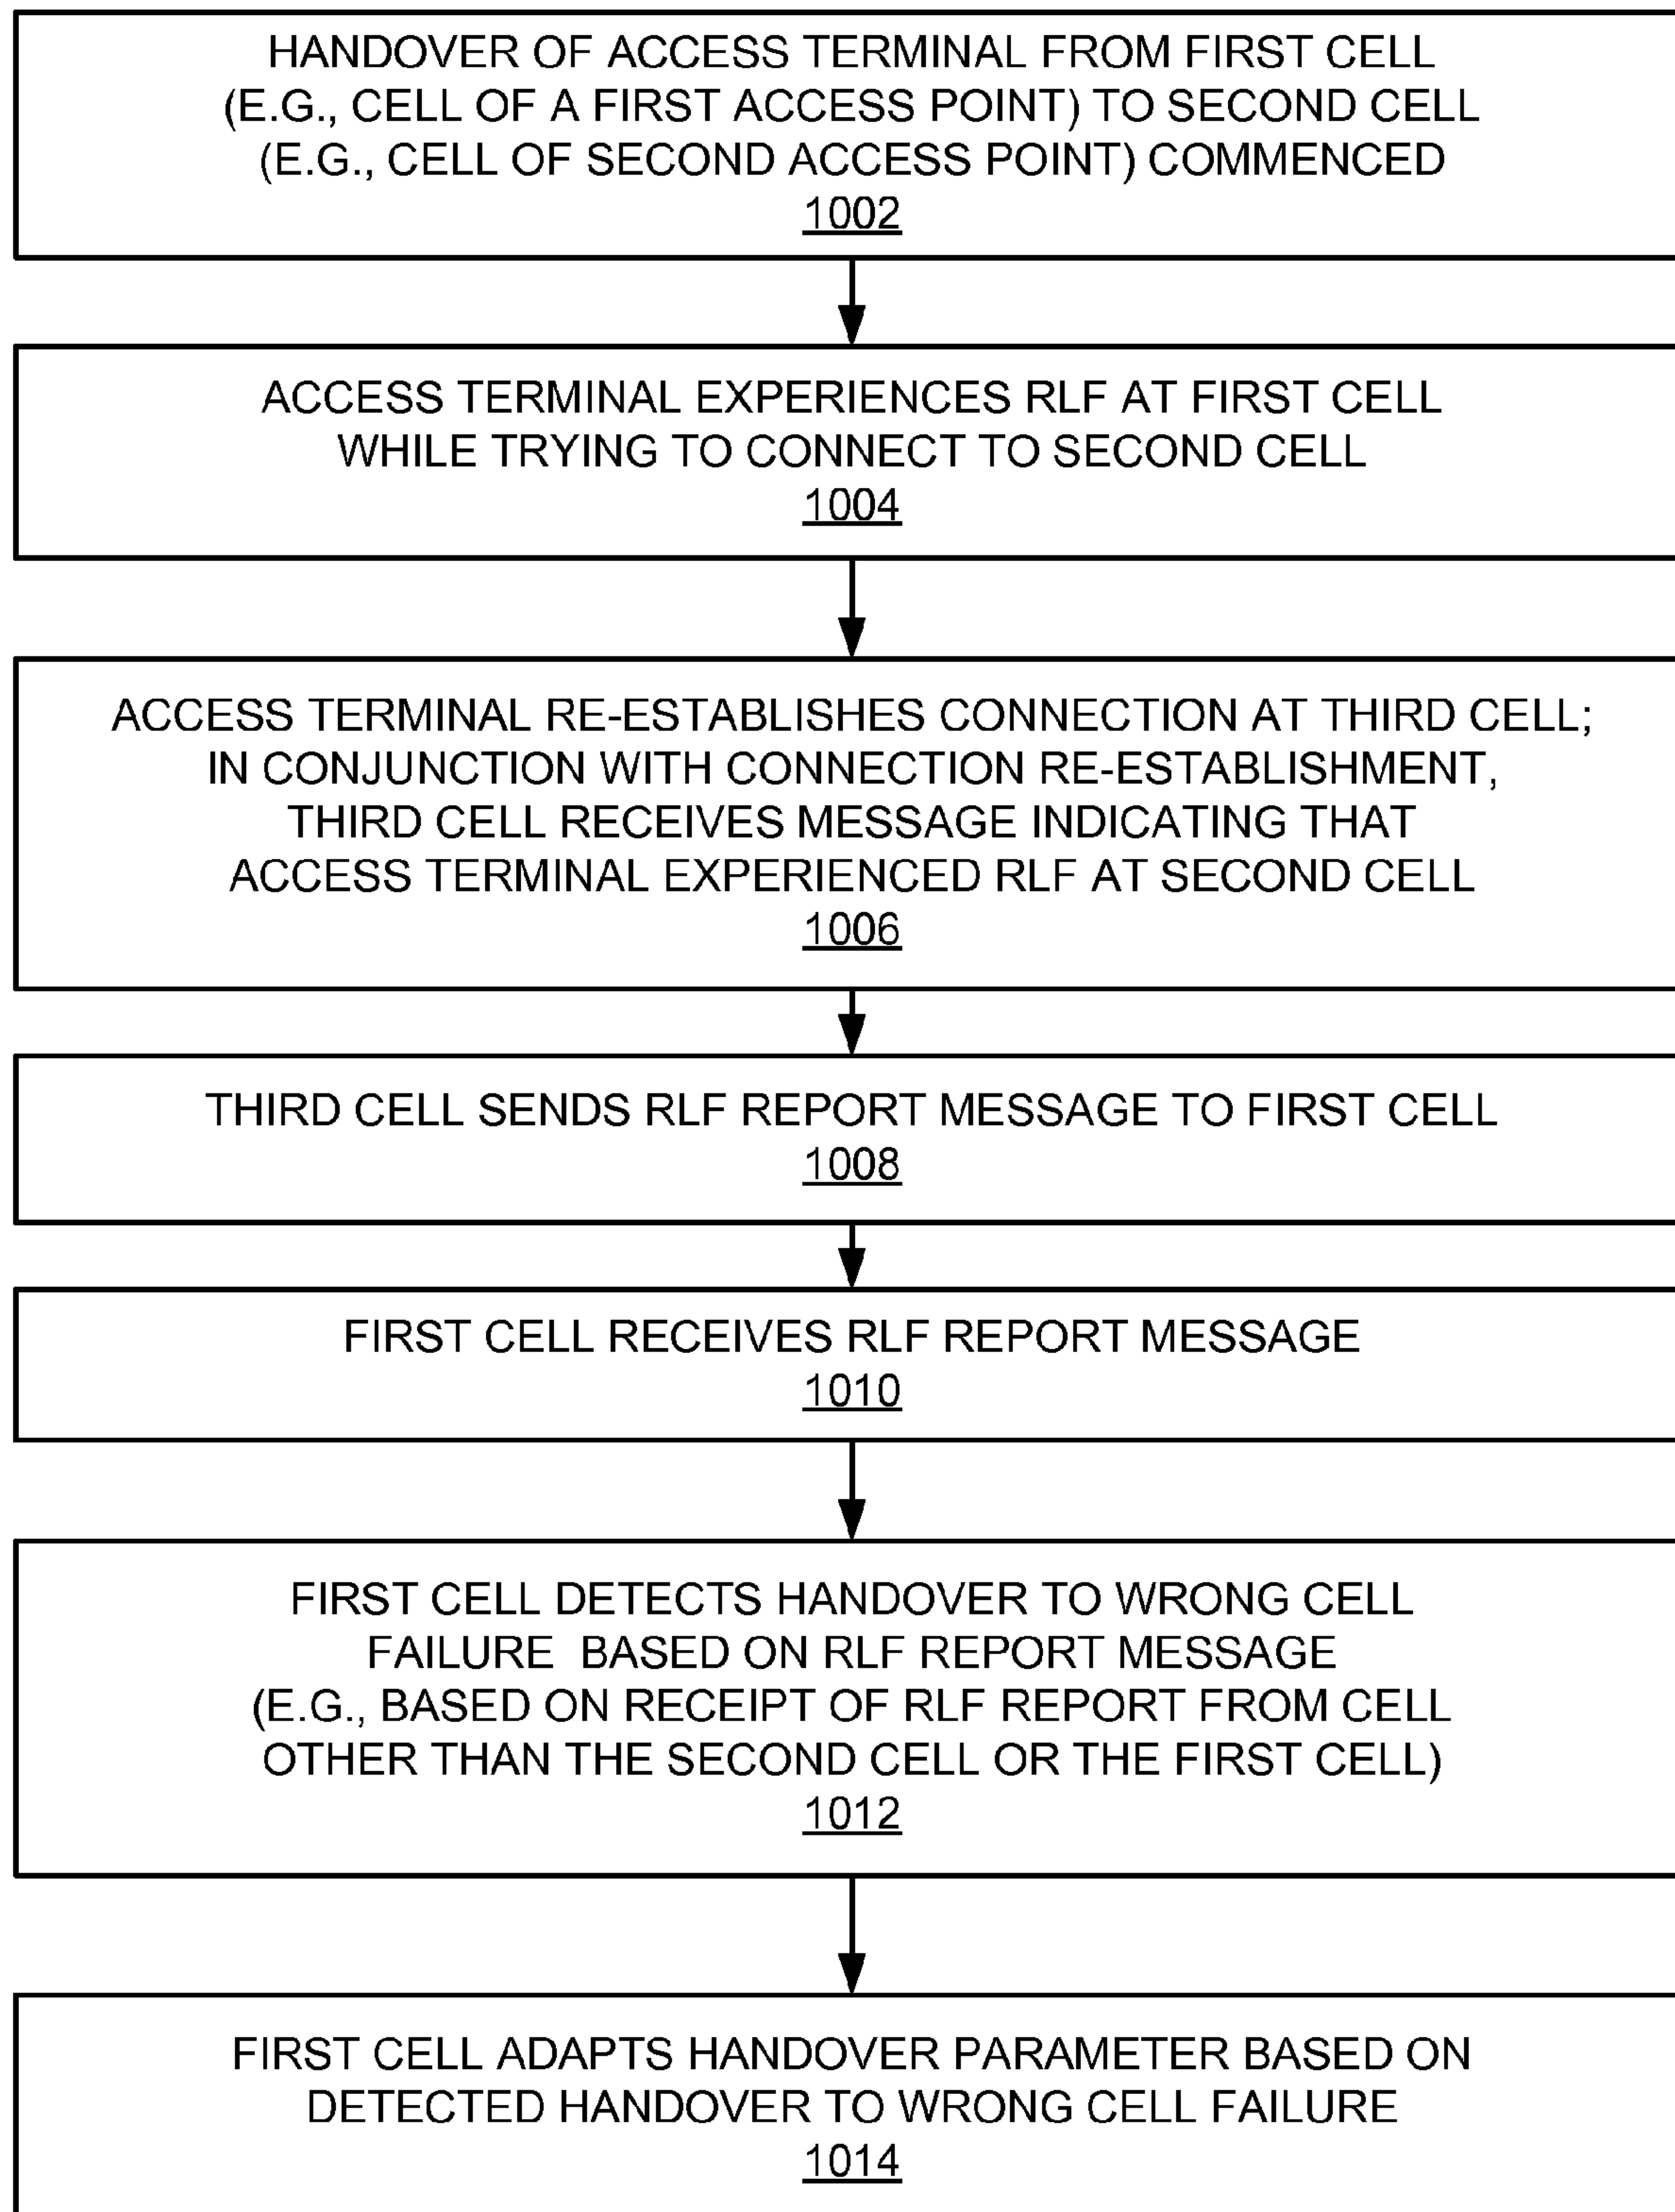 HANDOVER OF ACCESS TERMINAL FROM FIRST CELL
(E.G., CELL OF A FIRST ACCESS POINT) TO SECOND CELL
(E.G., CELL OF SECOND ACCESS POINT) COMMENCED
1002
ACCESS TERMINAL EXPERIENCES RLF AT FIRST CELL
WHILE TRYING TO CONNECT TO SECOND CELL
1004
ACCESS TERMINAL RE-ESTABLISHES CONNECTION AT THIRD CELL;
IN CONJUNCTION WITH CONNECTION RE-ESTABLISHMENT,
THIRD CELL RECEIVES MESSAGE INDICATING THAT
ACCESS TERMINAL EXPERIENCED RLF AT SECOND CELL
1006
THIRD CELL SENDS RLF REPORT MESSAGE TO FIRST CELL
1008
FIRST CELL RECEIVES RLF REPORT MESSAGE
1010
FIRST CELL DETECTS HANDOVER TO WRONG CELL
FAILURE BASED ON RLF REPORT MESSAGE
(E.G., BASED ON RECEIPT OF RLF REPORT FROM CELL
OTHER THAN THE SECOND CELL OR THE FIRST CELL)
1012
FIRST CELL ADAPTS HANDOVER PARAMETER BASED ON
DETECTED HANDOVER TO WRONG CELL FAILURE
1014